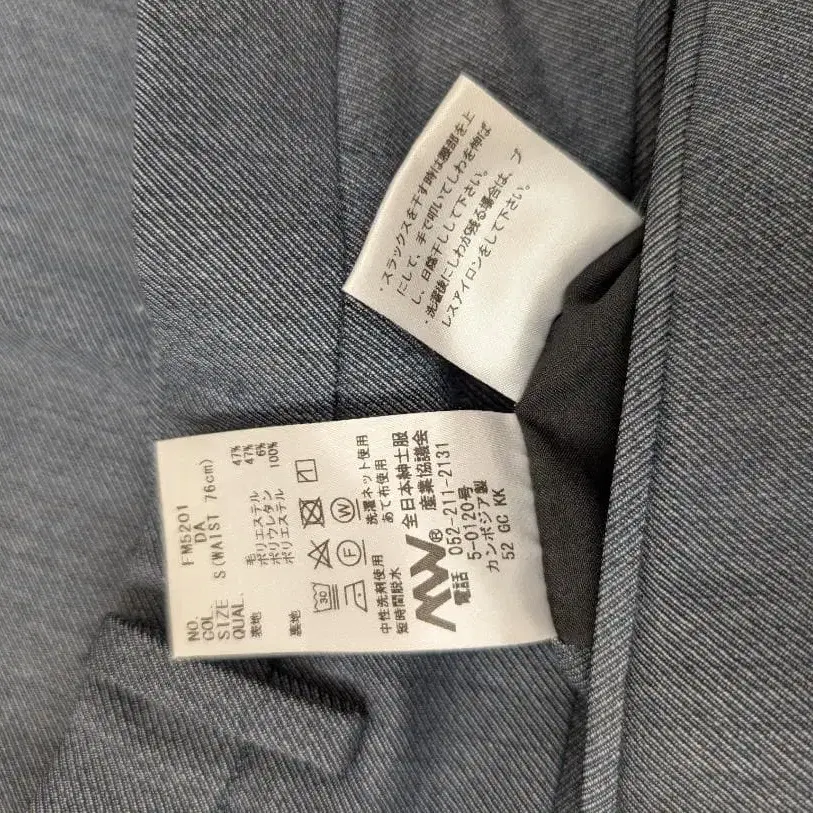 ・スラックスを干す時は腰部を上
にして、手で叩いてしわを伸ば
し、日陰干しして下さい。
・洗濯後にしわが残る場合は、プ
レスアイロンをして下さい。
NO. FM5201
COL DA
SIZE S(WAIST 76cm)
QUAL.
表地 毛 47%
ポリエステル 47%
ポリウレタン 6%
裏地 ポリエステル 100%
30
F W
中性洗剤使用 洗濯ネット使用
短時間脱水 あて布使用
MW® 全日本紳士服
産業協議会
電話 052-211-2131
5-0120号
カンボジア製
52 GC KK